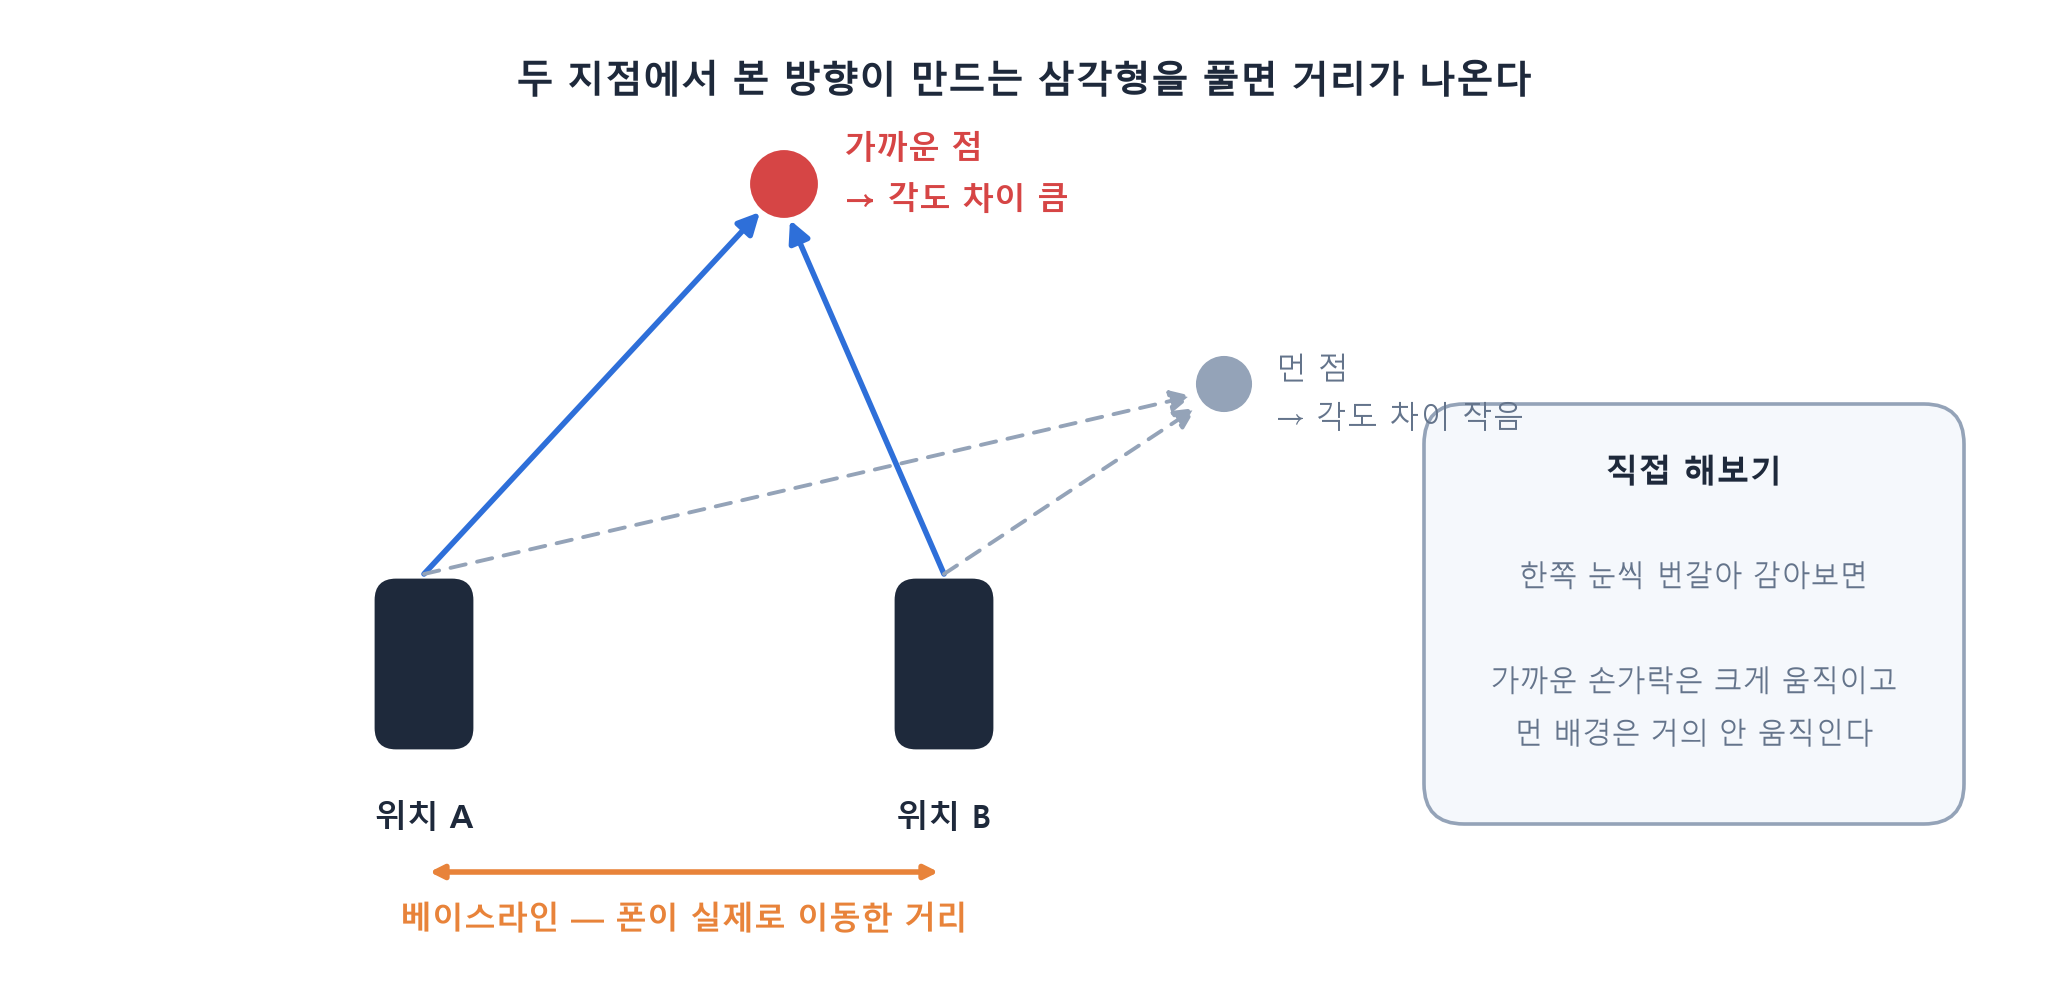 두 지점에서 본 방향이 만드는 삼각형을 풀면 거리가 나온다
가까운 점
→ 각도 차이 큼
먼 점
→ 각도 차이 작음
직접 해보기
한쪽 눈씩 번갈아 감아보면
가까운 손가락은 크게 움직이고
먼 배경은 거의 안 움직인다
위치 A
위치 B
베이스라인 — 폰이 실제로 이동한 거리